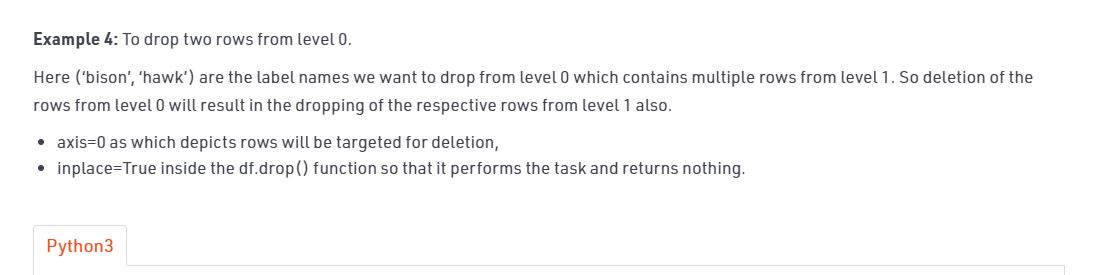 Example 4: To drop two rows from level 0.
Here (‘bison’, ‘hawk’) are the label names we want to drop from level 0 which contains multiple rows from level 1. So deletion of the
rows from level 0 will result in the dropping of the respective rows from level 1 also.
• axis=0 as which depicts rows will be targeted for deletion,
• inplace=True inside the df.drop() function so that it performs the task and returns nothing.
Python3